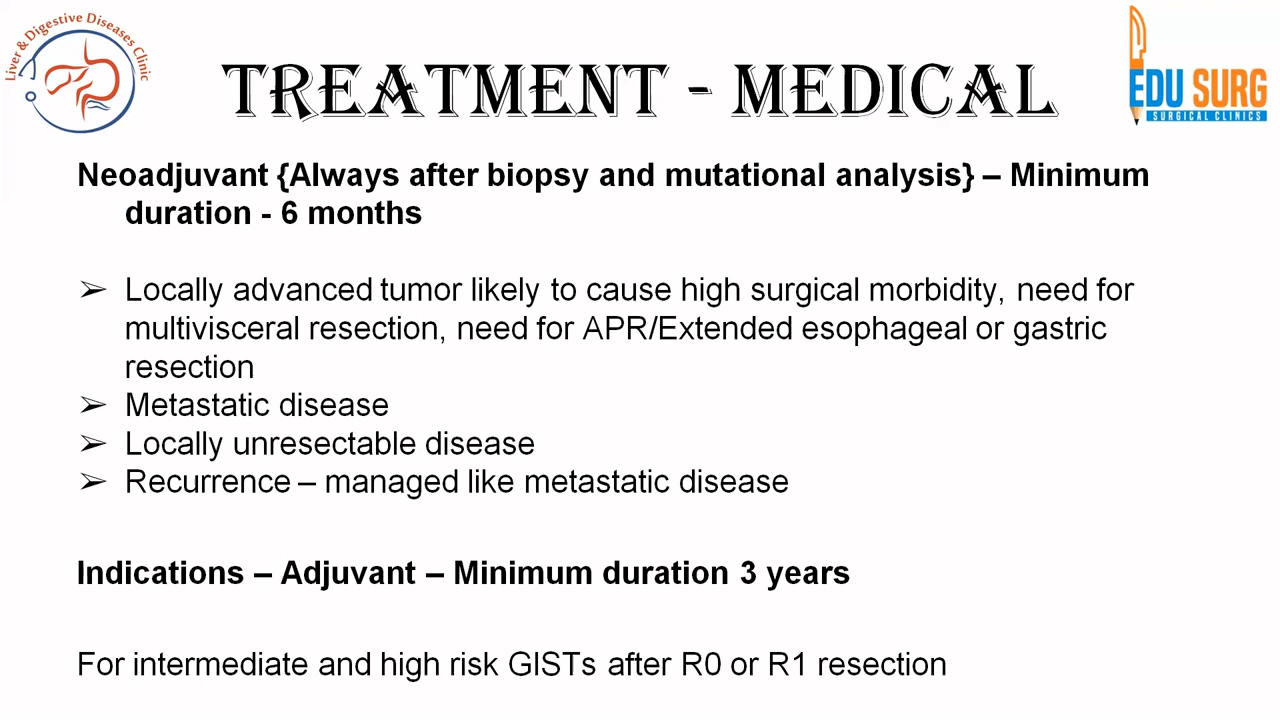 Liver & Digestive Diseases Clinic
TREATMENT - MEDICAL
EDU SURG
SURGICAL CLINICS
Neoadjuvant {Always after biopsy and mutational analysis} – Minimum
duration - 6 months
➢ Locally advanced tumor likely to cause high surgical morbidity, need for
multivisceral resection, need for APR/Extended esophageal or gastric
resection
➢ Metastatic disease
➢ Locally unresectable disease
➢ Recurrence – managed like metastatic disease
Indications – Adjuvant – Minimum duration 3 years
For intermediate and high risk GISTs after R0 or R1 resection